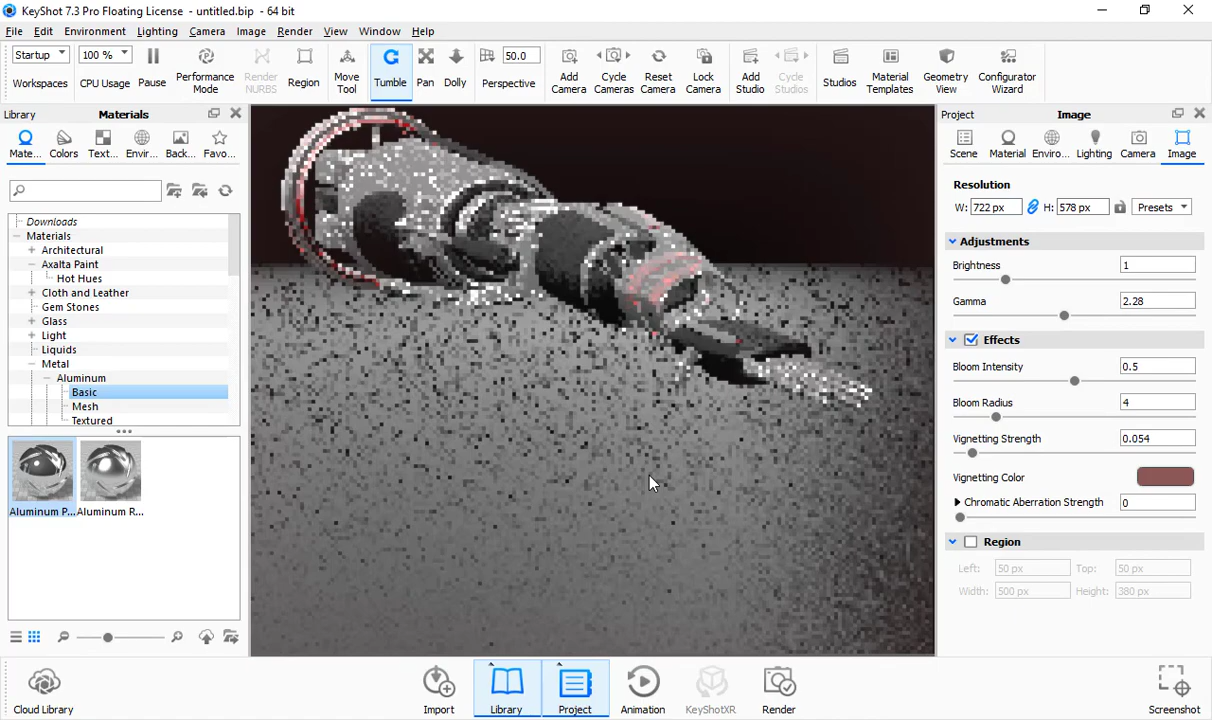 KeyShot 7.3 Pro Floating License - untitled.bip - 64 bit
File Edit Environment Lighting Camera Image Render View Window Help
Startup 100 % 50.0
Workspaces CPU Usage Pause Performance Mode Render NURBS Region Move Tool Tumble Pan Dolly Perspective Add Camera Cycle Cameras Reset Camera Lock Camera Add Studio Cycle Studios Studios Material Templates Geometry View Configurator Wizard
Library Materials
Mate... Colors Text... Envir... Back... Favo...
Downloads
Materials
Architectural
Axalta Paint
Hot Hues
Cloth and Leather
Gem Stones
Glass
Light
Liquids
Metal
Aluminum
Basic
Mesh
Textured
Aluminum P... Aluminum R...
Project Image
Scene Material Enviro... Lighting Camera Image
Resolution
W: 722 px H: 578 px Presets
Adjustments
Brightness 1
Gamma 2.28
Effects
Bloom Intensity 0.5
Bloom Radius 4
Vignetting Strength 0.054
Vignetting Color
Chromatic Aberration Strength 0
Region
Left: 50 px Top: 50 px
Width: 500 px Height: 380 px
Cloud Library Import Library Project Animation KeyShotXR Render Screenshot